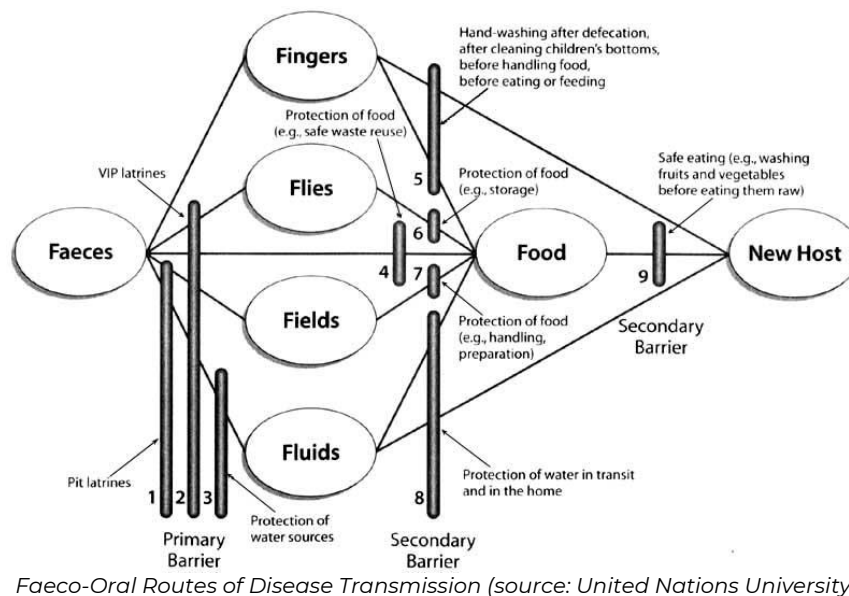 Fingers
Hand-washing after defecation,
after cleaning children's bottoms,
before handling food,
before eating or feeding
Protection of food
(e.g., safe waste reuse)
VIP latrines
5
Protection of food
(e.g., storage)
Safe eating (e.g., washing
fruits and vegetables
before eating them raw)
Flies
6
Faeces
4
Food
9
New Host
7
Fields
Protection of food
(e.g., handling,
preparation)
Secondary
Barrier
Fluids
Pit latrines
1
2
3
8
Protection of water in transit
and in the home
Protection of
water sources
Primary
Barrier
Secondary
Barrier
Faeco-Oral Routes of Disease Transmission (source: United Nations University